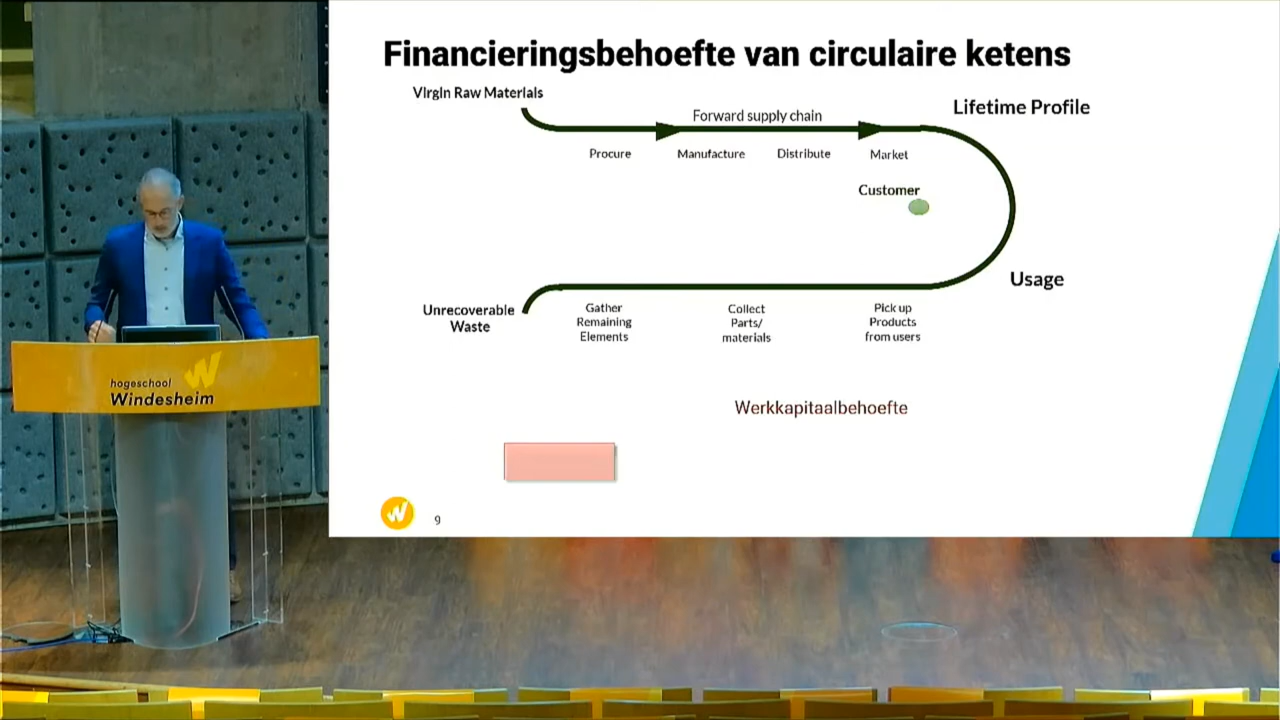 Financieringsbehoefte van circulaire ketens
Virgin Raw Materials
Forward supply chain
Lifetime Profile
Procure
Manufacture
Distribute
Market
Customer
Usage
Unrecoverable
Waste
Gather
Remaining
Elements
Collect
Parts/
materials
Pick up
Products
from users
Werkkapitaalbehoefte
9
hogeschool
Windesheim